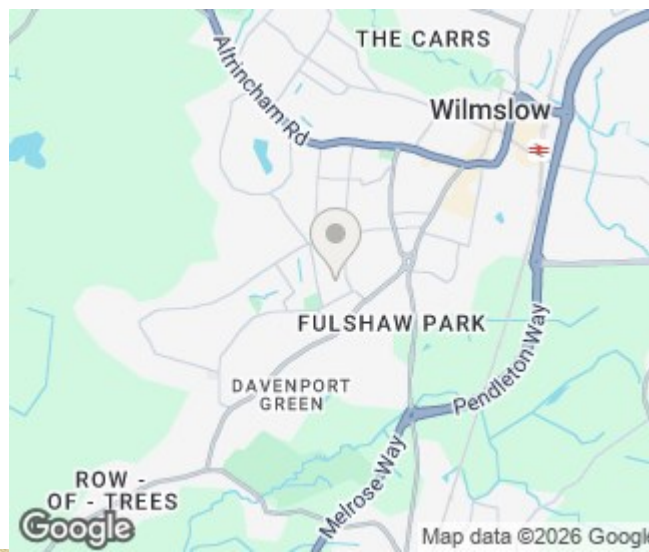 THE CARRS
Altrincham Rd
Wilmslow
FULSHAW PARK
DAVENPORT
GREEN
Pendleton Way
Melrose Way
ROW -
OF - TREES
Google
Map data ©2026 Google